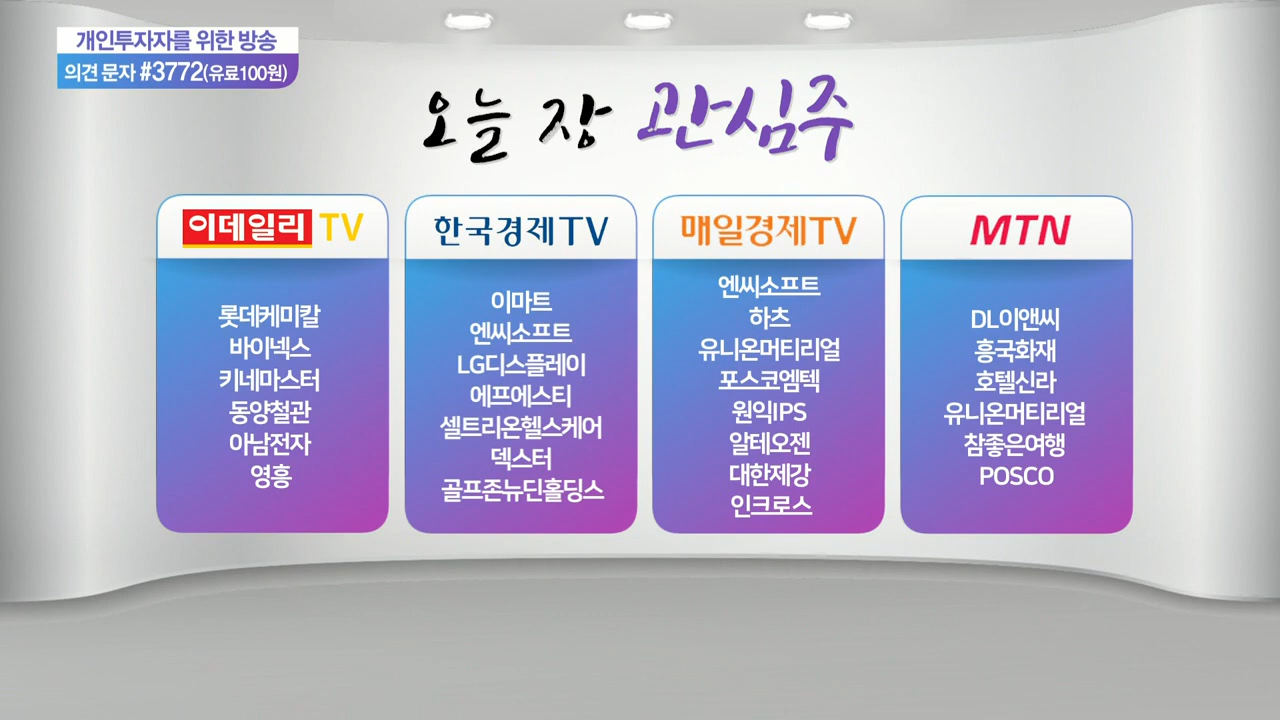 개인투자자를 위한 방송
의견 문자 #3772(유료100원)
오늘 장 관심주
이데일리 TV
롯데케미칼
바이넥스
키네마스터
동양철관
아남전자
영흥
한국경제TV
이마트
엔씨소프트
LG디스플레이
에프에스티
셀트리온헬스케어
덱스터
골프존뉴딘홀딩스
매일경제TV
엔씨소프트
하츠
유니온머티리얼
포스코엠텍
원익IPS
알테오젠
대한제강
인크로스
MTN
DL이앤씨
흥국화재
호텔신라
유니온머티리얼
참좋은여행
POSCO